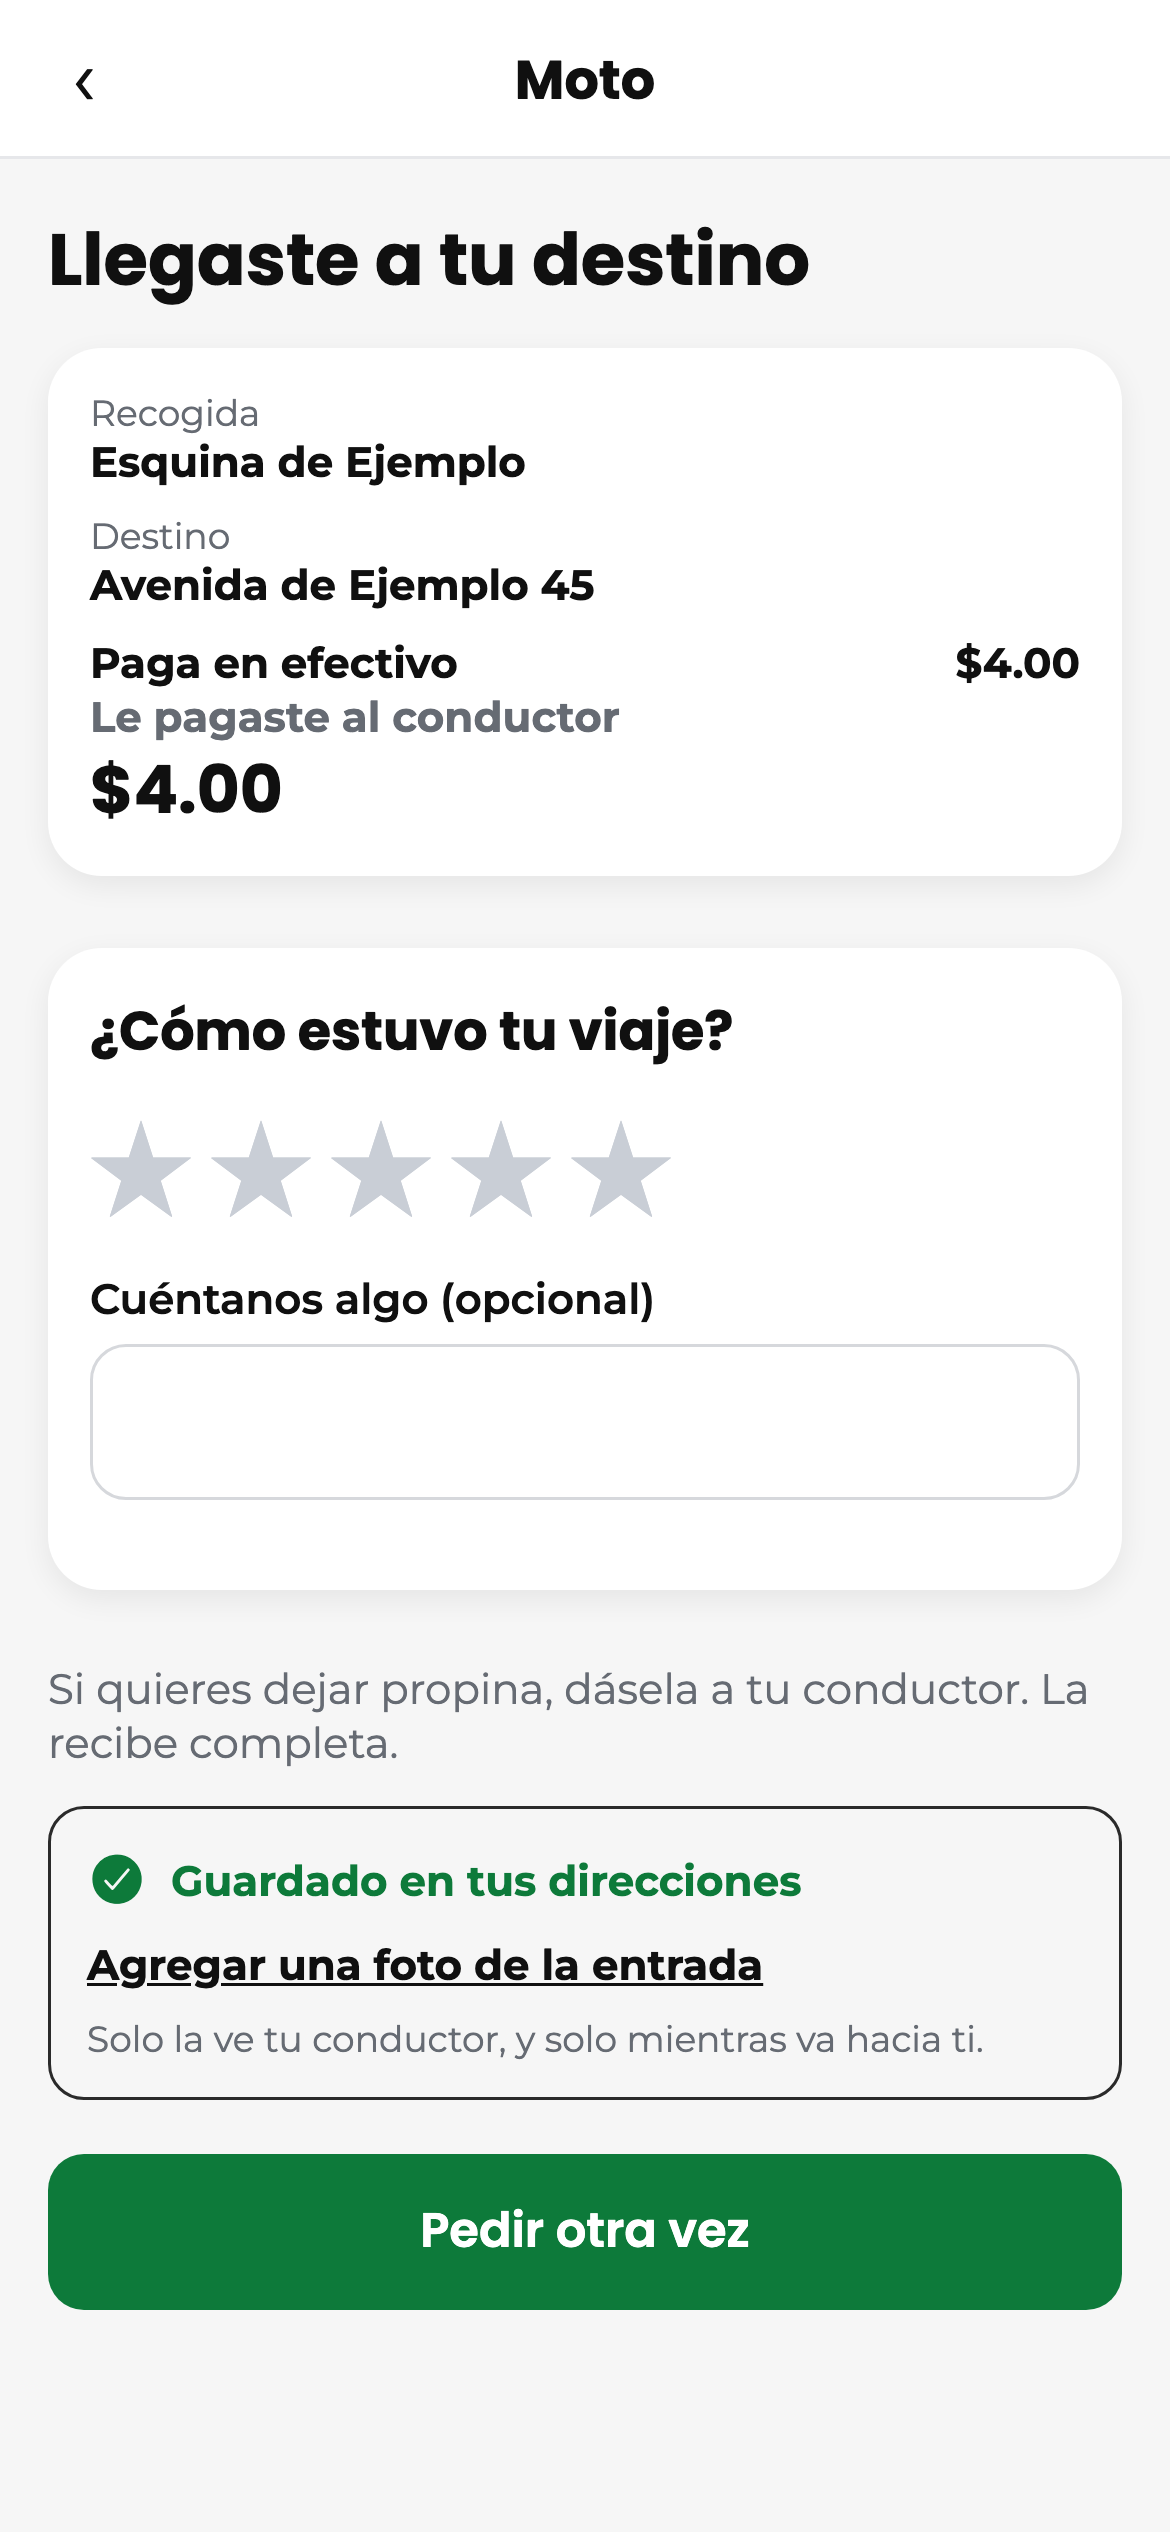 Moto
Llegaste a tu destino
Recogida
Esquina de Ejemplo
Destino
Avenida de Ejemplo 45
Paga en efectivo $4.00
Le pagaste al conductor
$4.00
¿Cómo estuvo tu viaje?
Cuéntanos algo (opcional)
Si quieres dejar propina, dásela a tu conductor. La
recibe completa.
Guardado en tus direcciones
Agregar una foto de la entrada
Solo la ve tu conductor, y solo mientras va hacia ti.
Pedir otra vez